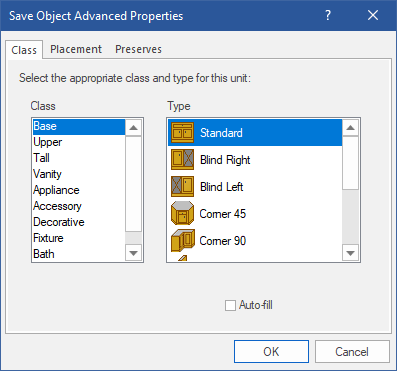 Save Object Advanced Properties
Class Placement Preserves
Select the appropriate class and type for this unit:
Class
Base
Upper
Tall
Vanity
Appliance
Accessory
Decorative
Fixture
Bath
Type
Standard
Blind Right
Blind Left
Corner 45
Corner 90
Auto-fill
OK Cancel